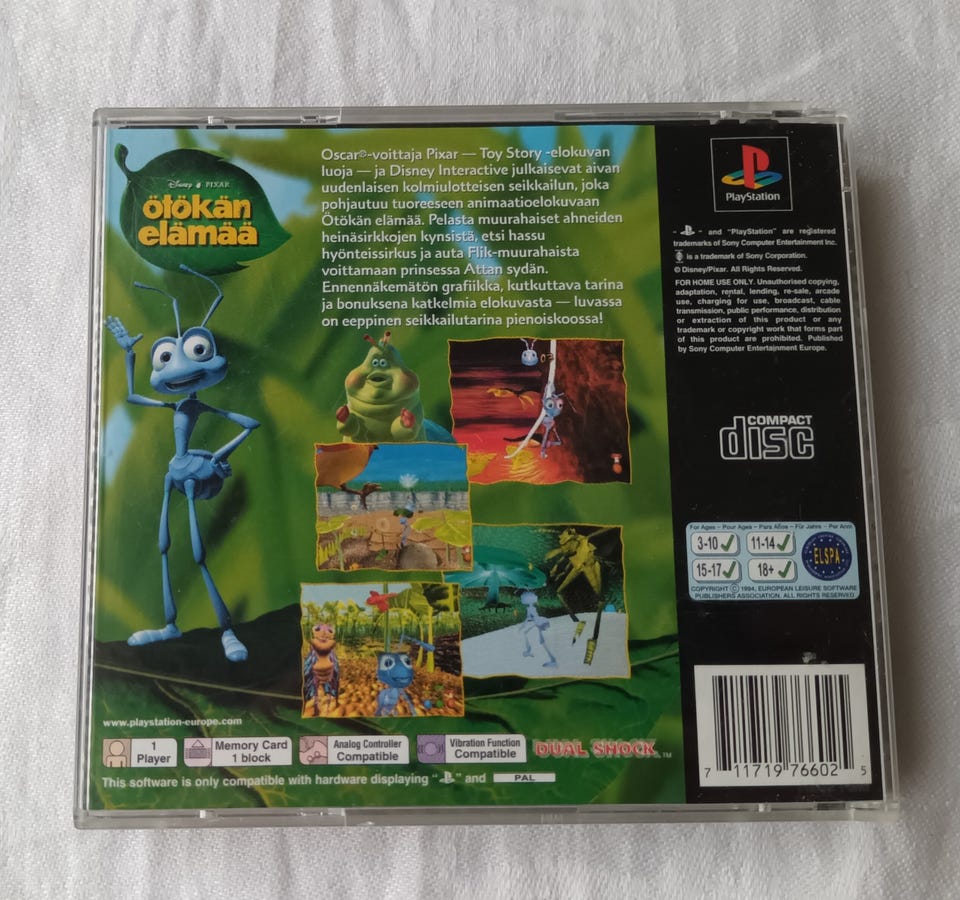 Disney • PIXAR
ötökän
elämää
Oscar®-voittaja Pixar — Toy Story -elokuvan
luoja — ja Disney Interactive julkaisevat aivan
uudenlaisen kolmiulotteisen seikkailun, joka
pohjautuu tuoreeseen animaatioelokuvaan
Ötökän elämää. Pelasta muurahaiset ahneiden
heinäsirkkojen kynsistä, etsi hassu
hyönteissirkus ja auta Flik-muurahaista
voittamaan prinsessa Attan sydän.
Ennennäkemätön grafiikka, kutkuttava tarina
ja bonuksena katkelmia elokuvasta — luvassa
on eeppinen seikkailutarina pienoiskoossa!
PlayStation
" " and "PlayStation" are registered
trademarks of Sony Computer Entertainment Inc.
is a trademark of Sony Corporation.
© Disney/Pixar. All Rights Reserved.
FOR HOME USE ONLY. Unauthorised copying,
adaptation, rental, lending, re-sale, arcade
use, charging for use, broadcast, cable
transmission, public performance, distribution
or extraction of this product or any
trademark or copyright work that forms part
of this product are prohibited. Published
by Sony Computer Entertainment Europe.
COMPACT
disc
For Ages – Pour Ages – Para Años – Für Jahre – Per Anni
3-10 11-14
15-17 18+
ELSPA
COPYRIGHT © 1994, EUROPEAN LEISURE SOFTWARE
PUBLISHERS ASSOCIATION, ALL RIGHTS RESERVED
www.playstation-europe.com
1
Player
Memory Card
1 block
Analog Controller
Compatible
Vibration Function
Compatible
DUAL SHOCK.™
This software is only compatible with hardware displaying " " and PAL
7 11719 76602 5